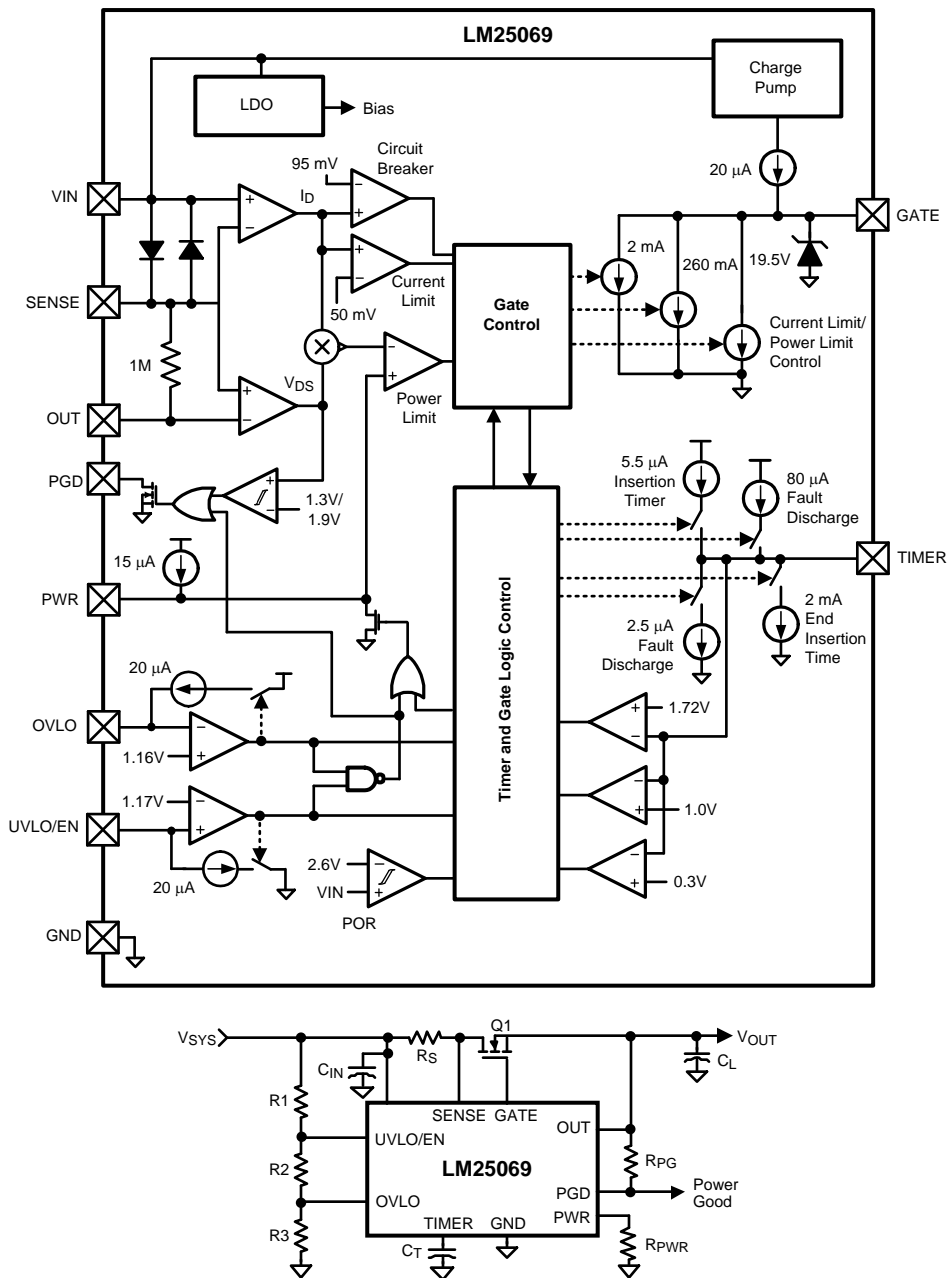 LM25069
Charge
Pump
LDO
Bias
Circuit
Breaker
95 mV
20 μA
VIN
ID
GATE
2 mA
260 mA
19.5V
SENSE
Current
Limit
50 mV
Gate
Control
Current Limit/
Power Limit
Control
1M
VDS
Power
Limit
OUT
PGD
1.3V/
1.9V
5.5 μA
Insertion
Timer
80 μA
Fault
Discharge
15 μA
TIMER
PWR
Timer and Gate Logic Control
2.5 μA
Fault
Discharge
2 mA
End
Insertion
Time
20 μA
OVLO
1.72V
1.16V
1.17V
1.0V
UVLO/EN
20 μA
2.6V
VIN
POR
0.3V
GND
VSYS
RS
Q1
VOUT
CL
CIN
R1
SENSE GATE
OUT
UVLO/EN
LM25069
RPG
R2
PGD
Power
Good
OVLO
PWR
R3
TIMER GND
CT
RPWR